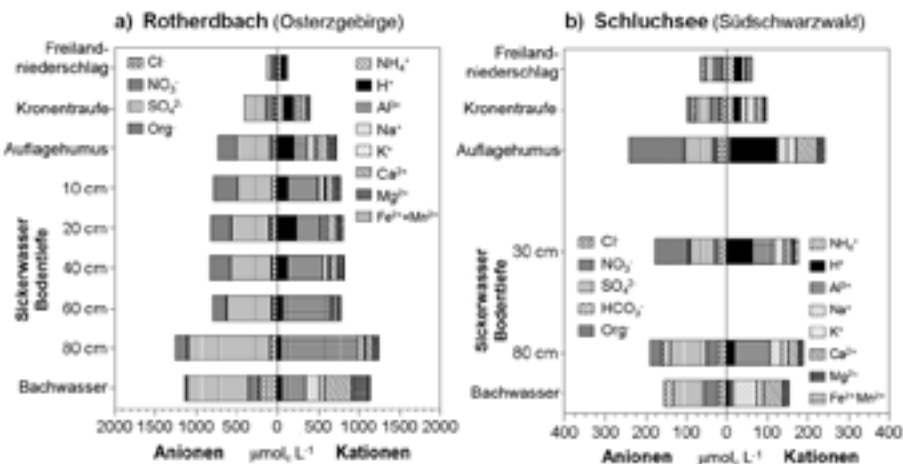 a) Rotherdbach (Osterzgebirge)
Freiland-
niederschlag
Kronentraufe
Auflagehumus
10 cm
20 cm
40 cm
60 cm
80 cm
Bachwasser
Sickerwasser
Bodentiefe
Cl-
NO₃⁻
SO₄²⁻
Org⁻
NH₄⁺
H⁺
Al³⁺
Na⁺
K⁺
Ca²⁺
Mg²⁺
Fe²⁺+Mn²⁺
2000 1500 1000 500 0 500 1000 1500 2000
Anionen µmolc L⁻¹ Kationen
b) Schluchsee (Südschwarzwald)
Freiland-
niederschlag
Kronentraufe
Auflagehumus
30 cm
80 cm
Bachwasser
Sickerwasser
Bodentiefe
Cl-
NO₃⁻
SO₄²⁻
HCO₃⁻
Org⁻
NH₄⁺
H⁺
Al³⁺
Na⁺
K⁺
Ca²⁺
Mg²⁺
Fe²⁺Mn²⁺
400 300 200 100 0 100 200 300 400
Anionen µmolc L⁻¹ Kationen